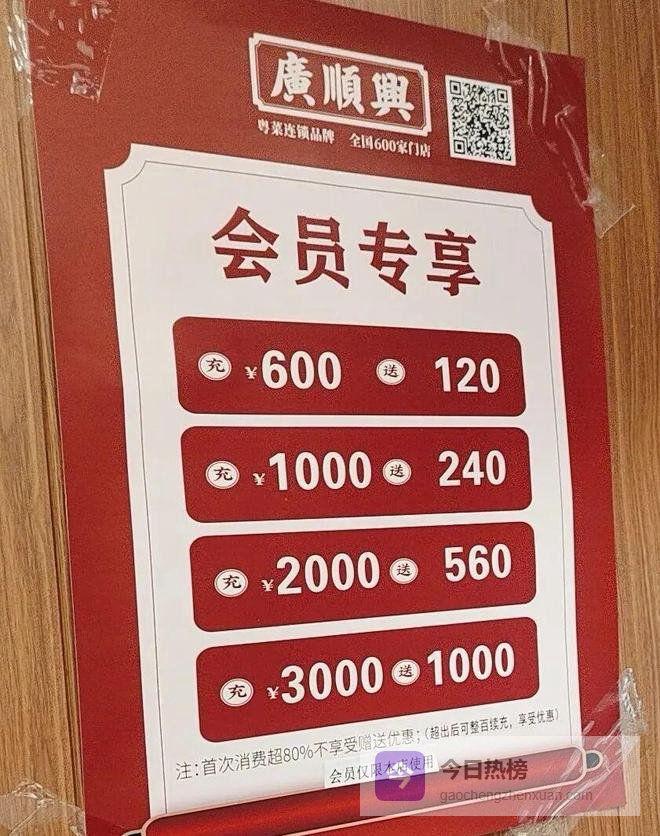 廣順興
粤菜连锁品牌 全国600家门店
会员专享
充 ¥600 送 120
充 ¥1000 送 240
充 ¥2000 送 560
充 ¥3000 送 1000
注:首次消费超80%不享受赠送优惠;(超出后可整百续充,享受优惠)
会员仅限本店使用
今日热榜
gaochengzhenxuan.com